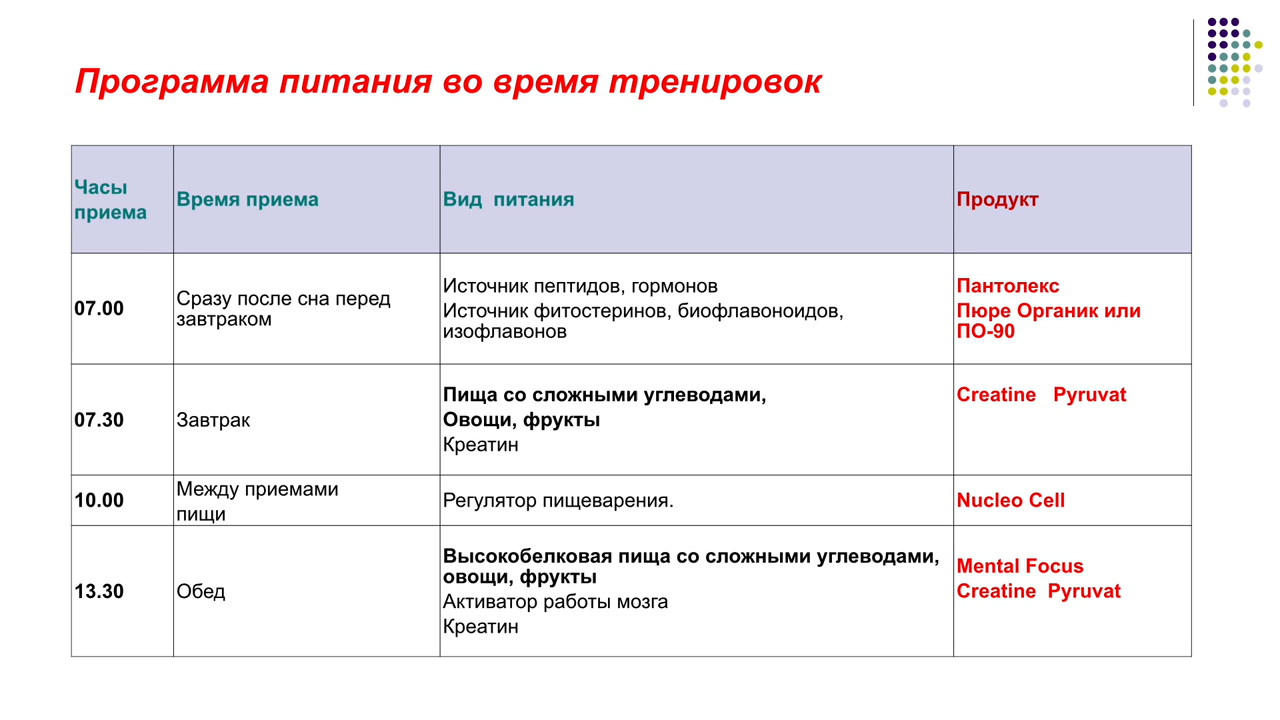 Программа питания во время тренировок
Часы
приема
Время приема
Вид питания
Продукт
07.00
Сразу после сна перед
завтраком
Источник пептидов, гормонов
Источник фитостеринов, биофлавоноидов,
изофлавонов
Пантолекс
Пюре Органик или
ПО-90
07.30
Завтрак
Пища со сложными углеводами,
Овощи, фрукты
Креатин
Creatine Pyruvat
10.00
Между приемами
пищи
Регулятор пищеварения.
Nucleo Cell
13.30
Обед
Высокобелковая пища со сложными углеводами,
овощи, фрукты
Активатор работы мозга
Креатин
Mental Focus
Creatine Pyruvat